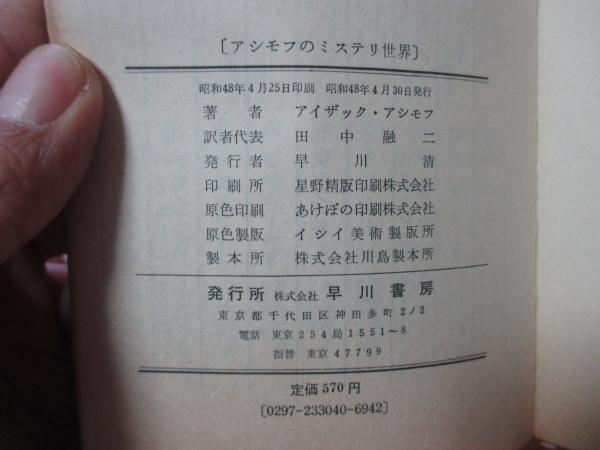 〔アシモフのミステリ世界〕
昭和48年4月25日印刷 昭和48年4月30日発行
著者 アイザック・アシモフ
訳者代表 田中融二
発行者 早川清
印刷所 星野精版印刷株式会社
原色印刷 あけぼの印刷株式会社
原色製版 イシイ美術製版所
製本所 株式会社川島製本所
発行所 株式会社 早川書房
東京都千代田区神田多町2ノ2
電話 東京254局1551~8
振替 東京47799
定価570円
〔0297-233040-6942〕